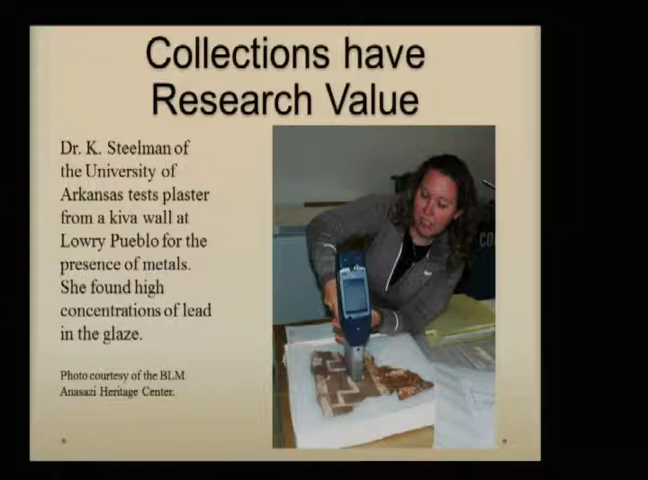 Collections have
Research Value
Dr. K. Steelman of
the University of
Arkansas tests plaster
from a kiva wall at
Lowry Pueblo for the
presence of metals.
She found high
concentrations of lead
in the glaze.
Photo courtesy of the BLM
Anasazi Heritage Center.
CO